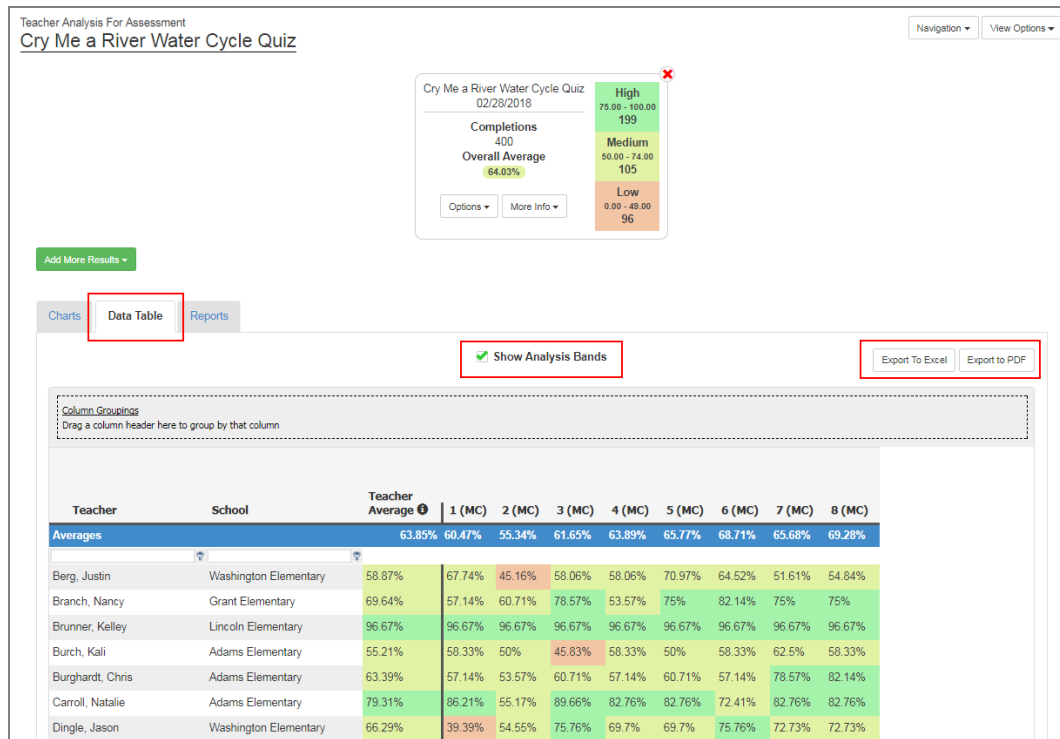 Teacher Analysis For Assessment
Cry Me a River Water Cycle Quiz
Navigation
View Options
Cry Me a River Water Cycle Quiz
02/28/2018
Completions
400
Overall Average
64.03%
Options
More Info
High
75.00 - 100.00
199
Medium
50.00 - 74.00
105
Low
0.00 - 49.00
96
Add More Results
Charts Data Table Reports
Show Analysis Bands
Export To Excel Export to PDF
Column Groupings
Drag a column header here to group by that column
Teacher School Teacher Average 1 (MC) 2 (MC) 3 (MC) 4 (MC) 5 (MC) 6 (MC) 7 (MC) 8 (MC)
Averages 63.85% 60.47% 55.34% 61.65% 63.89% 65.77% 68.71% 65.68% 69.28%
Berg, Justin Washington Elementary 58.87% 67.74% 45.16% 58.06% 58.06% 70.97% 64.52% 51.61% 54.84%
Branch, Nancy Grant Elementary 69.64% 57.14% 60.71% 78.57% 53.57% 75% 82.14% 75% 75%
Brunner, Kelley Lincoln Elementary 96.67% 96.67% 96.67% 96.67% 96.67% 96.67% 96.67% 96.67% 96.67%
Burch, Kali Adams Elementary 55.21% 58.33% 50% 45.83% 58.33% 50% 58.33% 62.5% 58.33%
Burghardt, Chris Adams Elementary 63.39% 57.14% 53.57% 60.71% 57.14% 60.71% 57.14% 78.57% 82.14%
Carroll, Natalie Adams Elementary 79.31% 86.21% 55.17% 89.66% 82.76% 82.76% 72.41% 82.76% 82.76%
Dingle, Jason Washington Elementary 66.29% 39.39% 54.55% 75.76% 69.7% 69.7% 75.76% 72.73% 72.73%